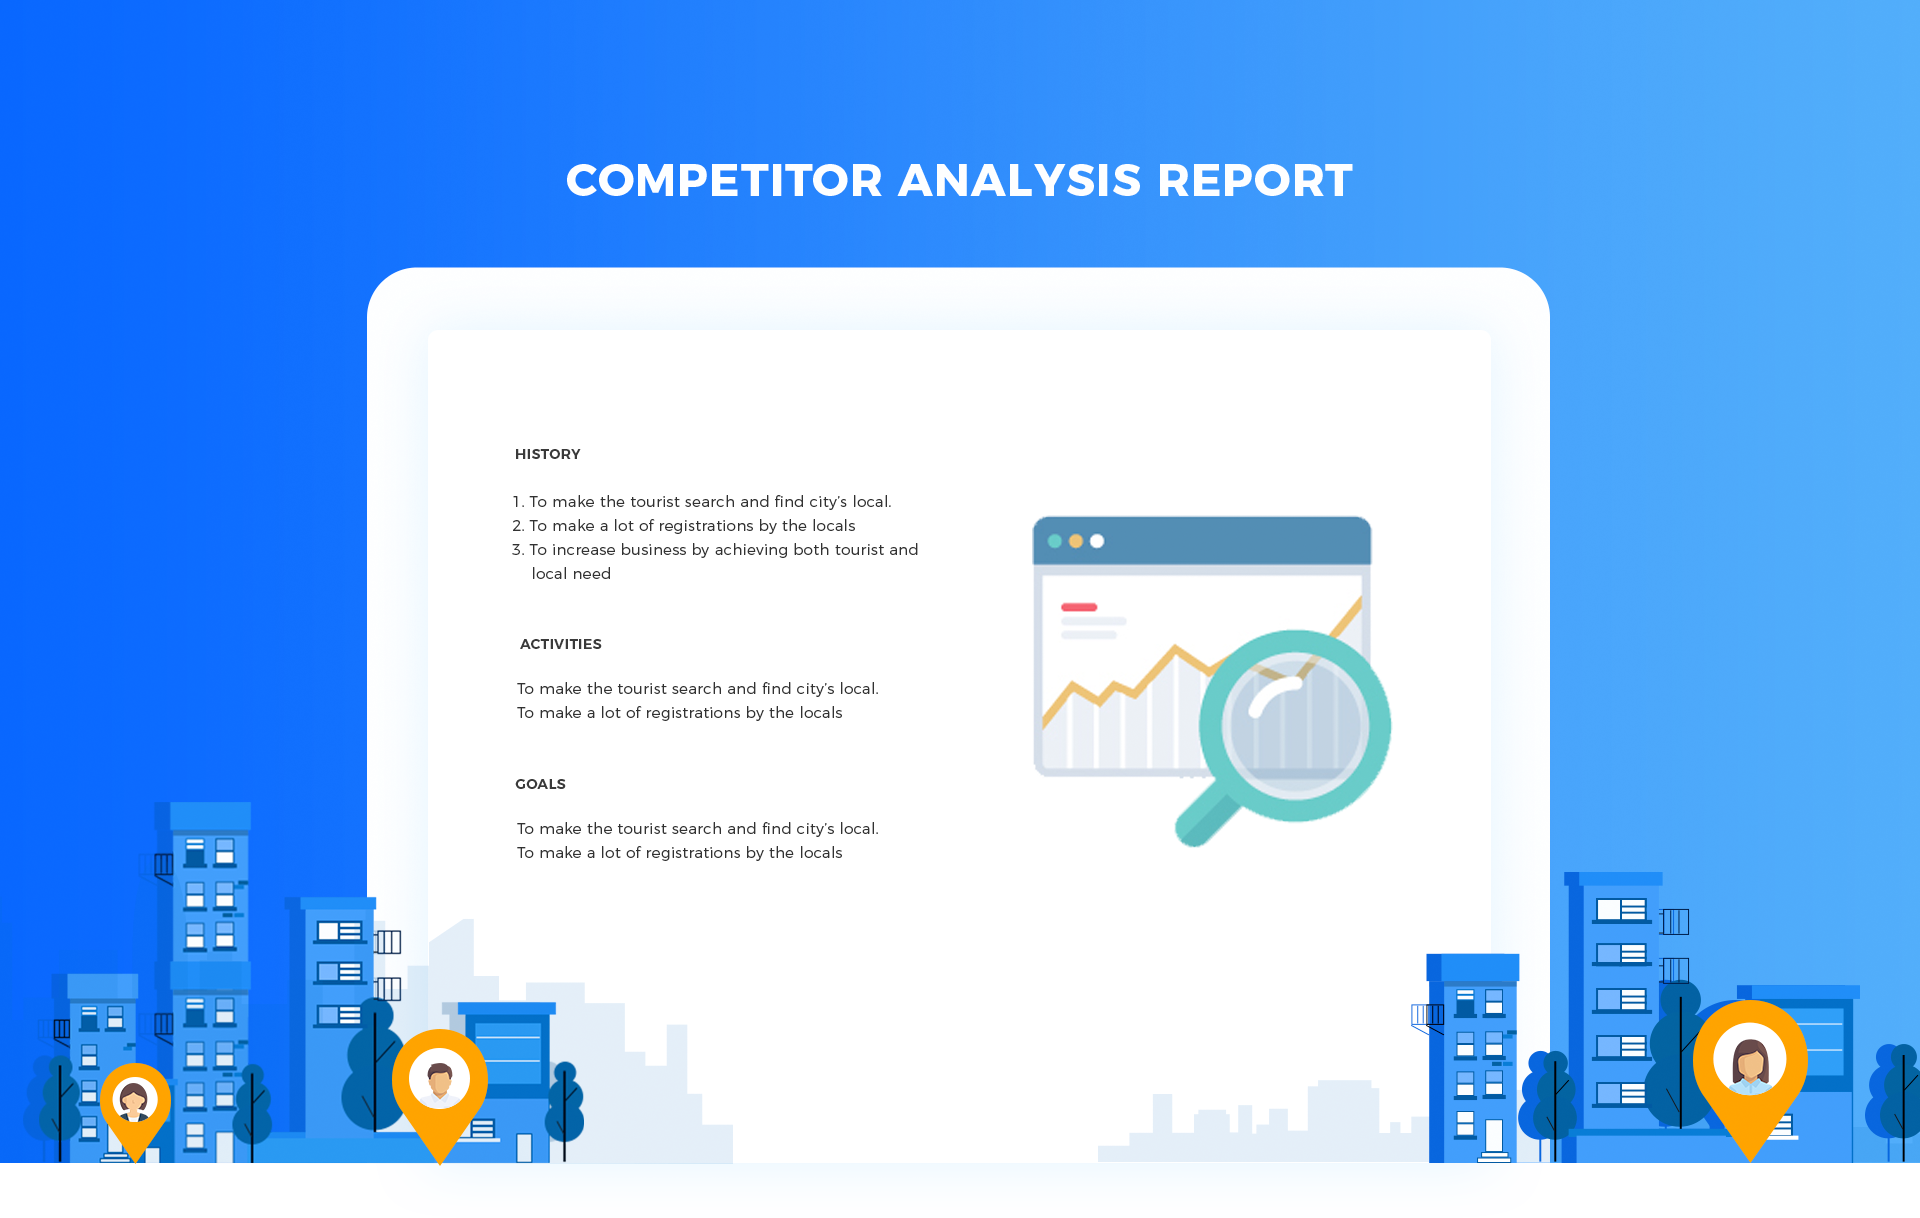 COMPETITOR ANALYSIS REPORT
HISTORY
1. To make the tourist search and find city's local.
2. To make a lot of registrations by the locals
3. To increase business by achieving both tourist and
local need
ACTIVITIES
To make the tourist search and find city's local.
To make a lot of registrations by the locals
GOALS
To make the tourist search and find city's local.
To make a lot of registrations by the locals